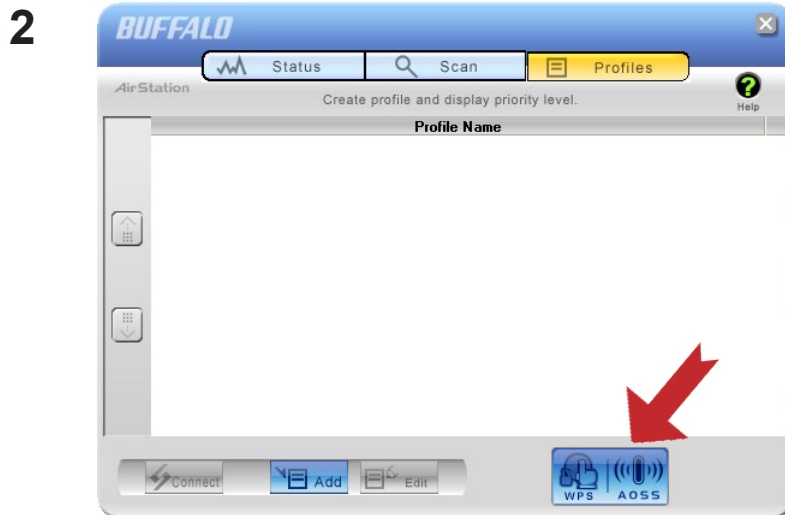 2
BUFFALO
Status
Scan
Profiles
AirStation
Create profile and display priority level.
Help
Profile Name
Connect
Add
Edit
WPS
AOSS